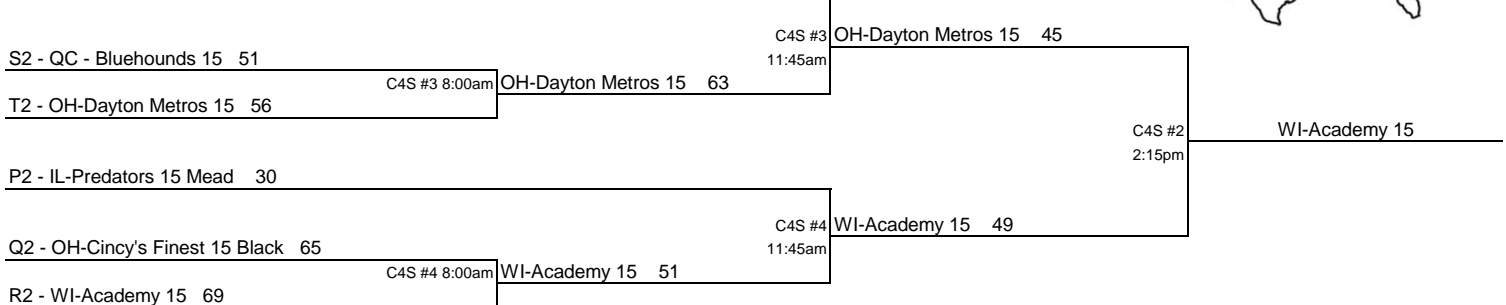 C4S #3 OH-Dayton Metros 15 45
11:45am
S2 - QC - Bluehounds 15 51
C4S #3 8:00am OH-Dayton Metros 15 63
T2 - OH-Dayton Metros 15 56
C4S #2 WI-Academy 15
2:15pm
P2 - IL-Predators 15 Mead 30
C4S #4 WI-Academy 15 49
11:45am
Q2 - OH-Cincy's Finest 15 Black 65
C4S #4 8:00am WI-Academy 15 51
R2 - WI-Academy 15 69